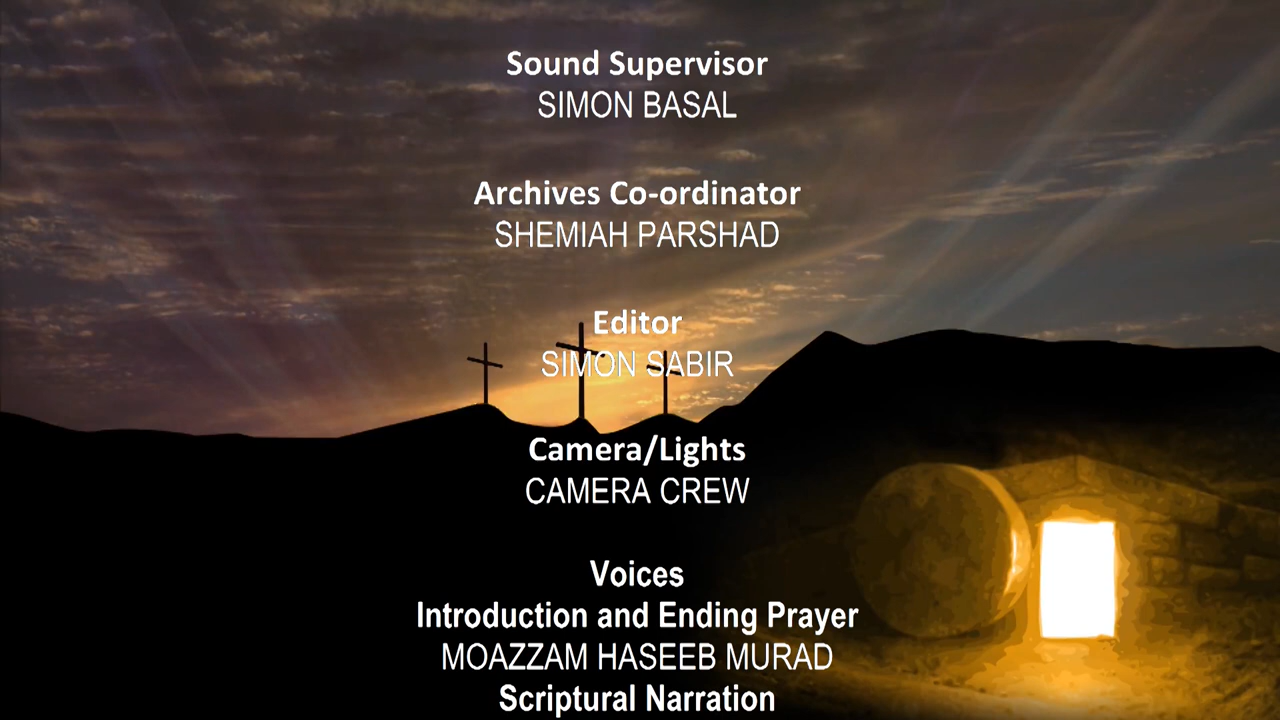 Sound Supervisor
SIMON BASAL
Archives Co-ordinator
SHEMIAH PARSHAD
Editor
SIMON SABIR
Camera/Lights
CAMERA CREW
Voices
Introduction and Ending Prayer
MOAZZAM HASEEB MURAD
Scriptural Narration